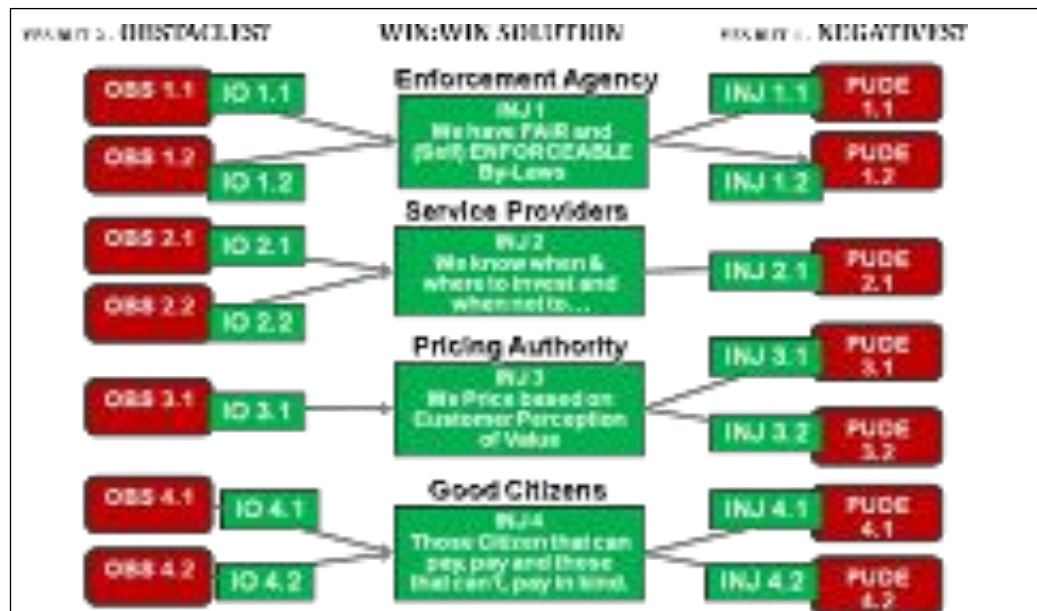 OBSTACLEST WIN:WIN SOLUTION NEGATIVEST
Enforcement Agency
OBS 1.1 IO 1.1
OBS 1.2 IO 1.2
INJ 1
We have FAIR and
(Self) ENFORCEABLE
By-Laws
INJ 1.1 PUDE
1.1
INJ 1.2 PUDE
1.2
Service Providers
OBS 2.1 IO 2.1
OBS 2.2 IO 2.2
INJ 2
We know when &
where to invest and
when not to...
INJ 2.1 PUDE
2.1
Pricing Authority
OBS 3.1 IO 3.1
INJ 3
We Price based on
Customer Perception
of Value
INJ 3.1 PUDE
3.1
INJ 3.2 PUDE
3.2
Good Citizens
OBS 4.1 IO 4.1
OBS 4.2 IO 4.2
INJ 4
Those Citizen that can
pay, pay and those
that can't, pay in kind.
INJ 4.1 PUDE
4.1
INJ 4.2 PUDE
4.2